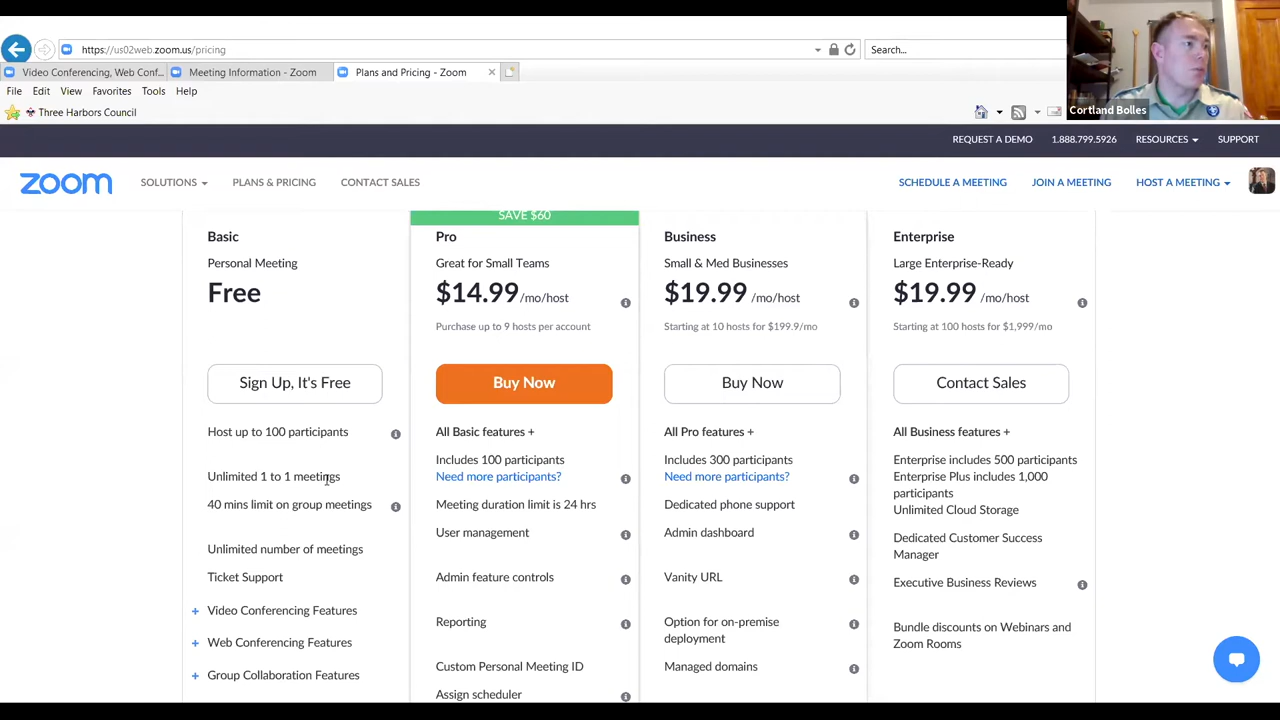 https://us02web.zoom.us/pricing
Search...
Video Conferencing, Web Conf...
Meeting Information - Zoom
Plans and Pricing - Zoom
File Edit View Favorites Tools Help
Three Harbors Council
Cortland Bolles
REQUEST A DEMO 1.888.799.5926 RESOURCES SUPPORT
zoom SOLUTIONS PLANS & PRICING CONTACT SALES SCHEDULE A MEETING JOIN A MEETING HOST A MEETING
Basic
Personal Meeting
Free
Sign Up, It's Free
Host up to 100 participants
Unlimited 1 to 1 meetings
40 mins limit on group meetings
Unlimited number of meetings
Ticket Support
+ Video Conferencing Features
+ Web Conferencing Features
+ Group Collaboration Features
SAVE $60
Pro
Great for Small Teams
$14.99 /mo/host
Purchase up to 9 hosts per account
Buy Now
All Basic features +
Includes 100 participants
Need more participants?
Meeting duration limit is 24 hrs
User management
Admin feature controls
Reporting
Custom Personal Meeting ID
Assign scheduler
Business
Small & Med Businesses
$19.99 /mo/host
Starting at 10 hosts for $199.9/mo
Buy Now
All Pro features +
Includes 300 participants
Need more participants?
Dedicated phone support
Admin dashboard
Vanity URL
Option for on-premise
deployment
Managed domains
Enterprise
Large Enterprise-Ready
$19.99 /mo/host
Starting at 100 hosts for $1,999/mo
Contact Sales
All Business features +
Enterprise includes 500 participants
Enterprise Plus includes 1,000
participants
Unlimited Cloud Storage
Dedicated Customer Success
Manager
Executive Business Reviews
Bundle discounts on Webinars and
Zoom Rooms